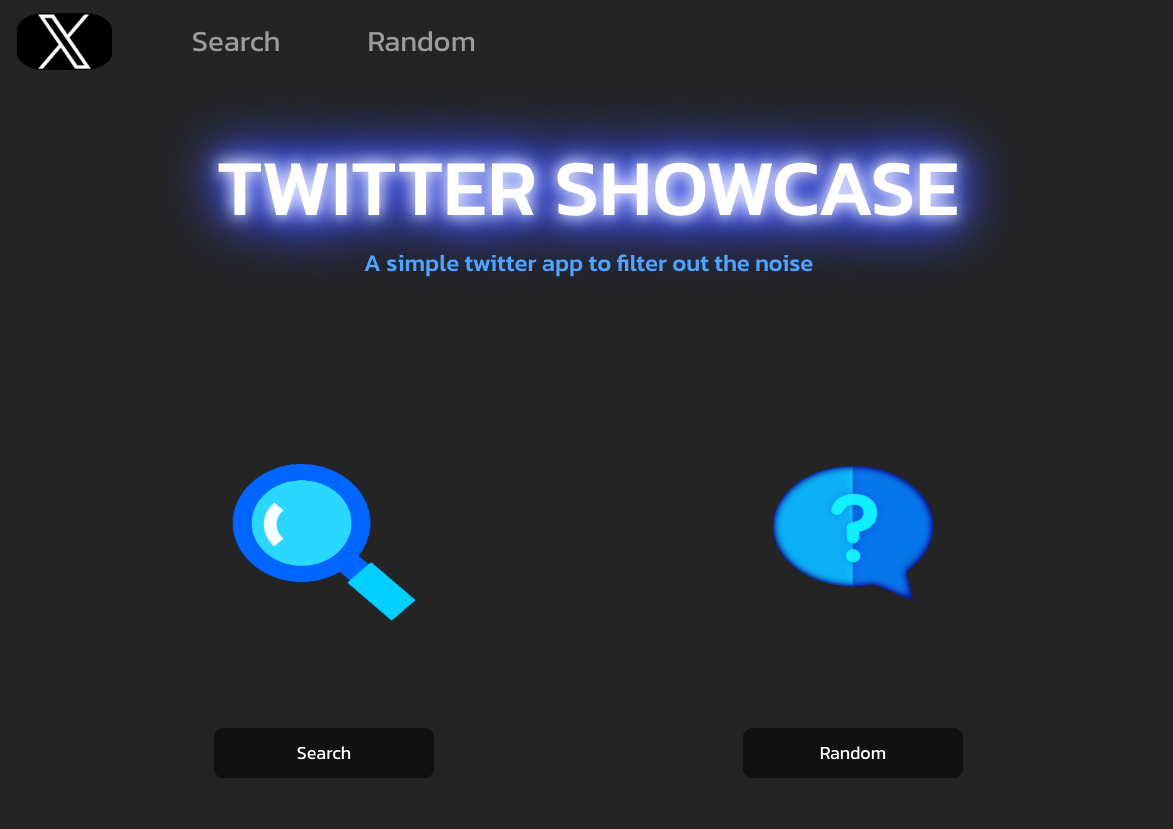 Search Random
TWITTER SHOWCASE
A simple twitter app to filter out the noise
?
Search Random